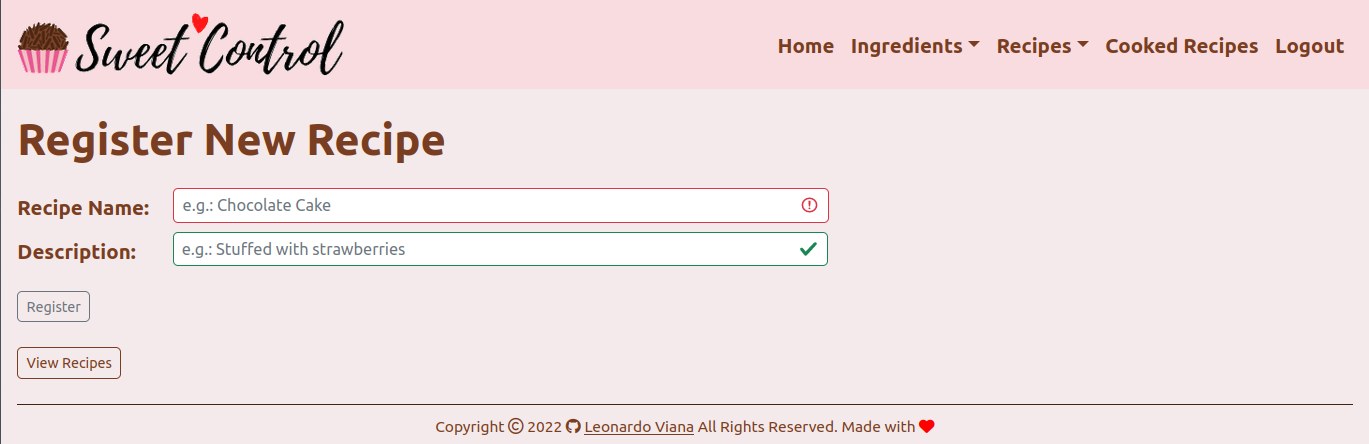 Sweet Control
Home Ingredients Recipes Cooked Recipes Logout
Register New Recipe
Recipe Name: e.g.: Chocolate Cake
Description: e.g.: Stuffed with strawberries
Register
View Recipes
Copyright © 2022 Leonardo Viana All Rights Reserved. Made with